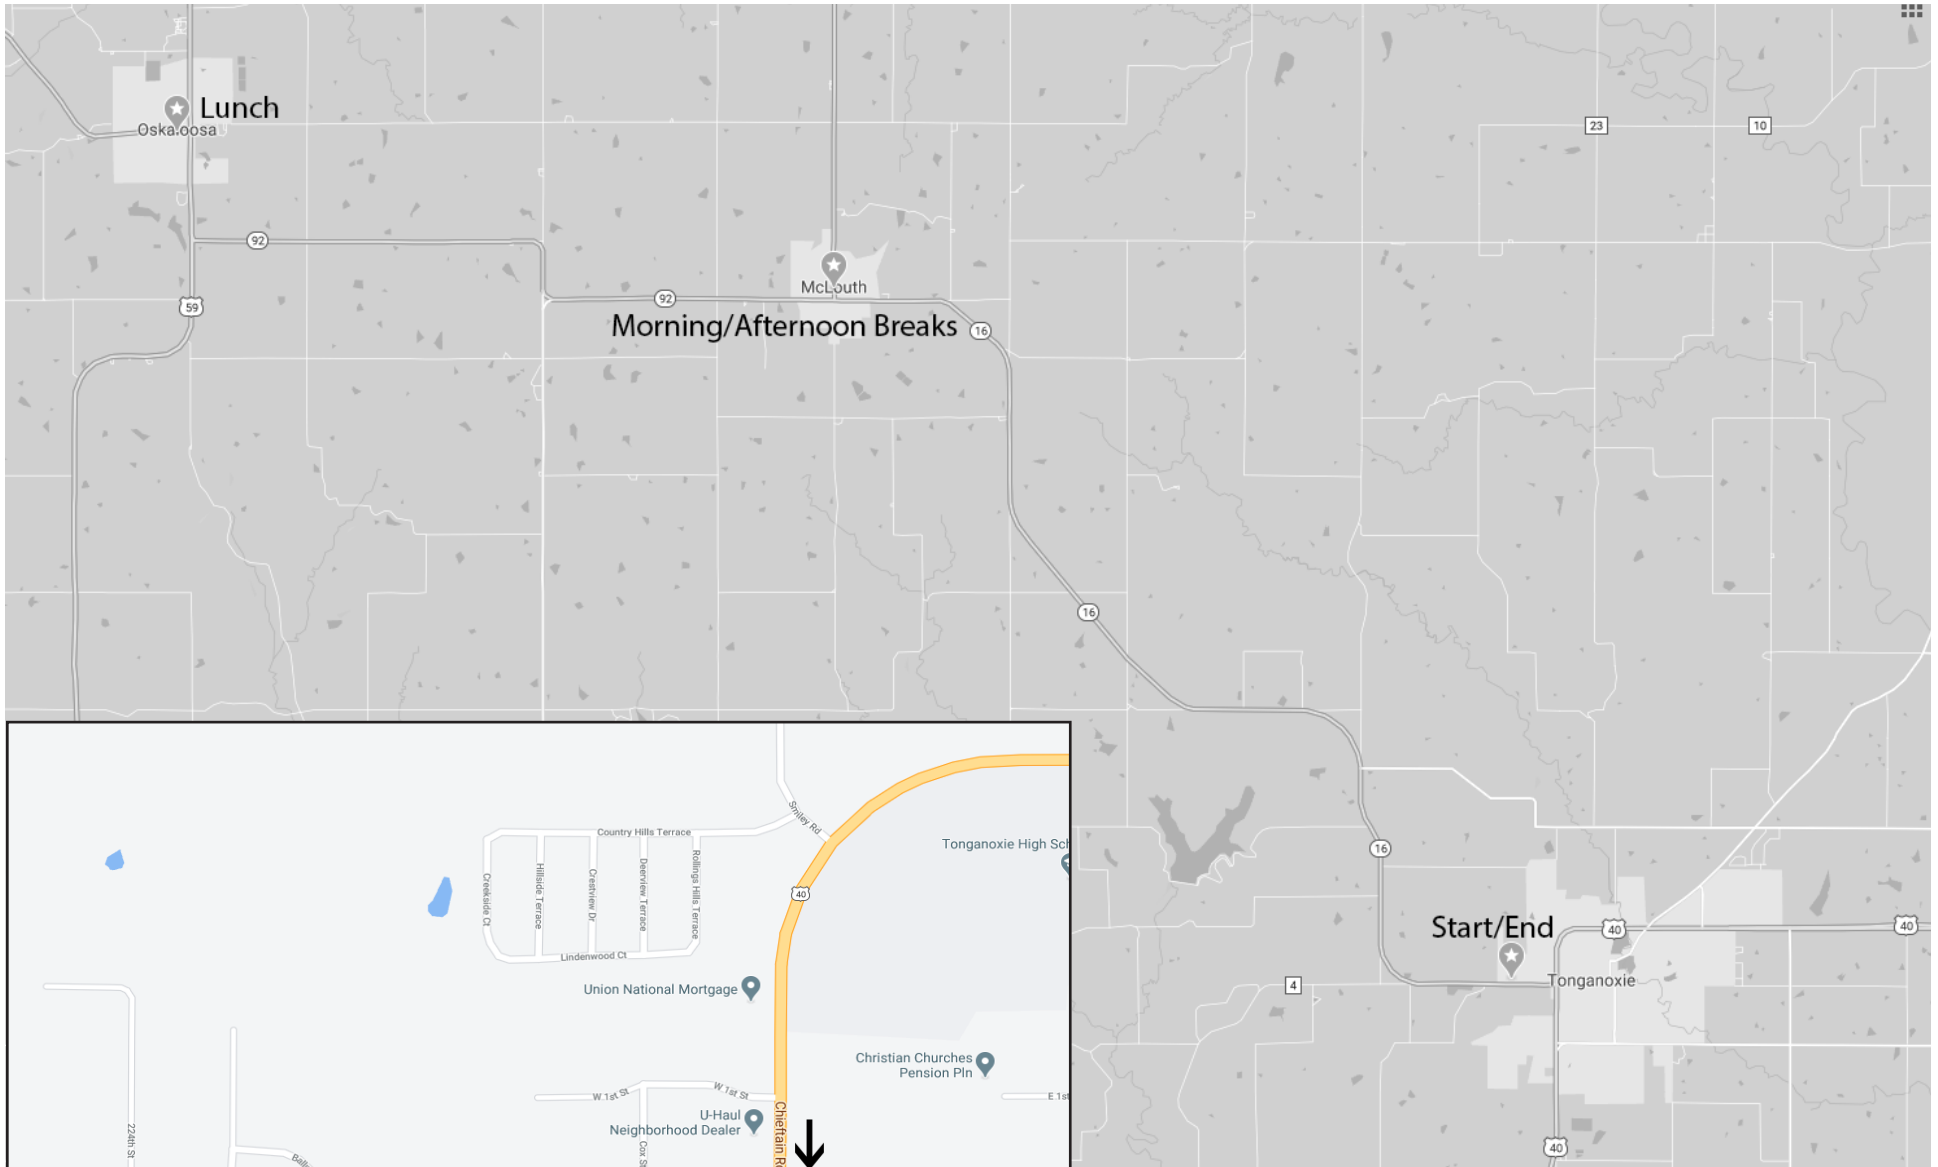 Lunch
Oskaloosa
23
10
92
59
McLouth
92
Morning/Afternoon Breaks
16
16
16
Start/End
40
40
4
Tonganoxie
40
Smiley Rd
Country Hills Terrace
Tonganoxie High Sch
Creekside Ct
Hillside Terrace
Crestview Dr
Deerview Terrace
Rollings Hills Terrace
40
Lindenwood Ct
Union National Mortgage
Christian Churches
Pension Pln
W 1st St
W 1st St
E 1st
U-Haul
Neighborhood Dealer
Chieftain R
224th St
Cox S